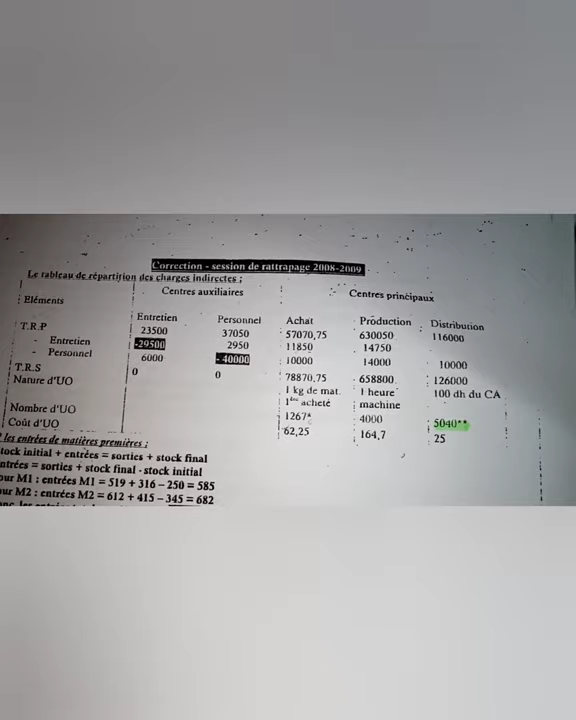 Correction - session de rattrapage 2008-2009
Le tableau de répartition des charges indirectes :
Eléments Centres auxiliaires Centres principaux
Entretien Personnel Achat Production Distribution
T.R.P 23500 37050 57070,75 630050 116000
- Entretien -29500 2950 11850 14750
- Personnel 6000 - 40000 10000 14000 10000
T.R.S 0 0 78870,75 658800 126000
Nature d'UO 1 kg de mat. 1 heure 100 dh du CA
1ère acheté machine
Nombre d'UO 1267* 4000 5040**
Coût d'UO 62,25 164,7 25
les entrées de matières premières :
tock initial + entrées = sorties + stock final
ntrées = sorties + stock final - stock initial
our M1 : entrées M1 = 519 + 316 – 250 = 585
ur M2 : entrées M2 = 612 + 415 – 345 = 682